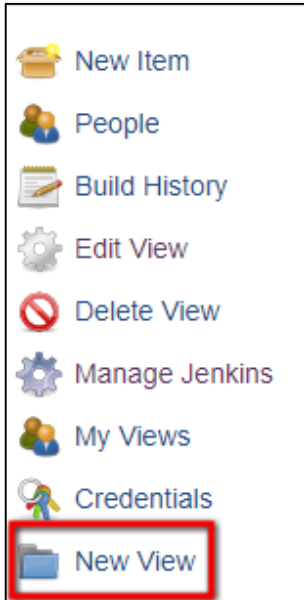 New Item
People
Build History
Edit View
Delete View
Manage Jenkins
My Views
Credentials
New View